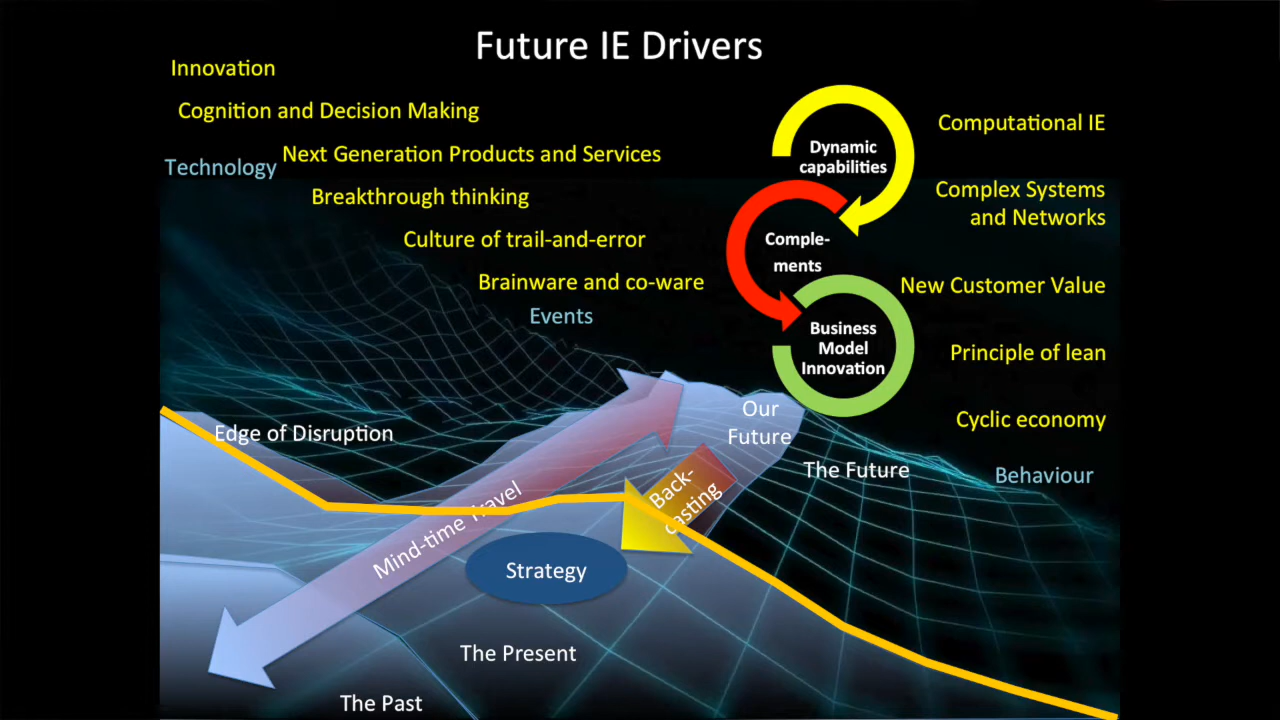 Future IE Drivers
Innovation
Cognition and Decision Making
Technology
Next Generation Products and Services
Breakthrough thinking
Culture of trail-and-error
Brainware and co-ware
Events
Dynamic
capabilities
Comple-
ments
Business
Model
Innovation
Computational IE
Complex Systems
and Networks
New Customer Value
Principle of lean
Cyclic economy
Behaviour
Edge of Disruption
Our
Future
The Future
Back-
casting
Mind-time Travel
Strategy
The Present
The Past